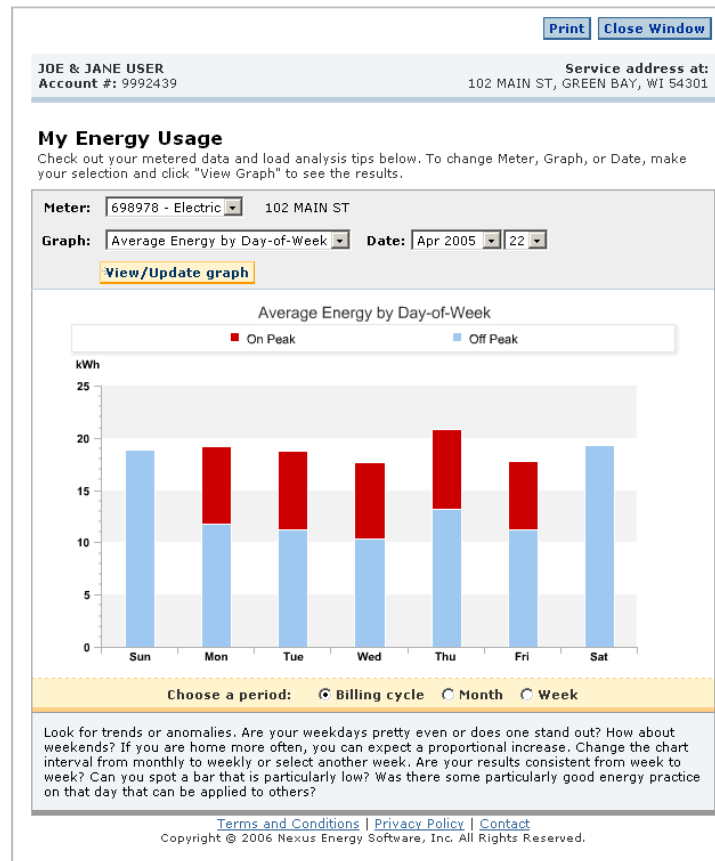 Print Close Window
JOE & JANE USER Service address at:
Account #: 9992439 102 MAIN ST, GREEN BAY, WI 54301
My Energy Usage
Check out your metered data and load analysis tips below. To change Meter, Graph, or Date, make
your selection and click "View Graph" to see the results.
Meter: 698978 - Electric 102 MAIN ST
Graph: Average Energy by Day-of-Week Date: Apr 2005 22
View/Update graph
Average Energy by Day-of-Week
On Peak Off Peak
kWh
25
20
15
10
5
0
Sun Mon Tue Wed Thu Fri Sat
Choose a period: Billing cycle Month Week
Look for trends or anomalies. Are your weekdays pretty even or does one stand out? How about
weekends? If you are home more often, you can expect a proportional increase. Change the chart
interval from monthly to weekly or select another week. Are your results consistent from week to
week? Can you spot a bar that is particularly low? Was there some particularly good energy practice
on that day that can be applied to others?
Terms and Conditions | Privacy Policy | Contact
Copyright © 2006 Nexus Energy Software, Inc. All Rights Reserved.